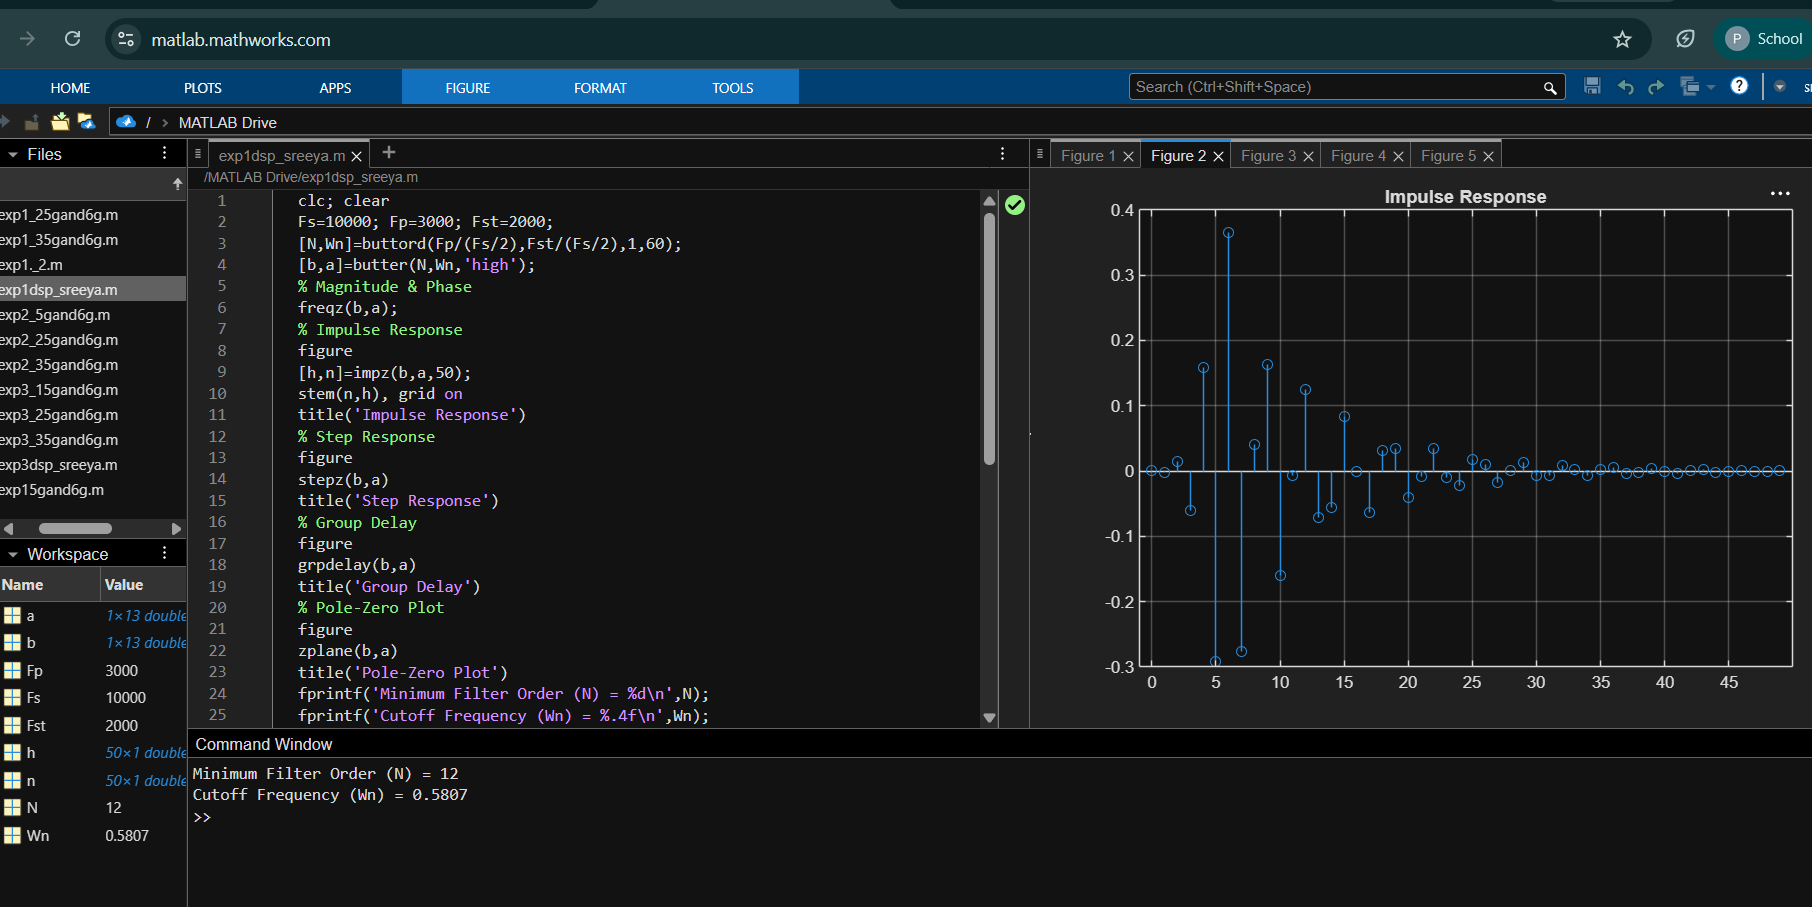 matlab.mathworks.com
P School
HOME PLOTS APPS FIGURE FORMAT TOOLS
Search (Ctrl+Shift+Space)
/ MATLAB Drive
Files
exp1_25gand6g.m
exp1_35gand6g.m
exp1._2.m
exp1dsp_sreeya.m
exp2_5gand6g.m
exp2_25gand6g.m
exp2_35gand6g.m
exp3_15gand6g.m
exp3_25gand6g.m
exp3_35gand6g.m
exp3dsp_sreeya.m
exp15gand6g.m
Workspace
Name Value
a 1×13 double
b 1×13 double
Fp 3000
Fs 10000
Fst 2000
h 50×1 double
n 50×1 double
N 12
Wn 0.5807
exp1dsp_sreeya.m
/MATLAB Drive/exp1dsp_sreeya.m
1 clc; clear
2 Fs=10000; Fp=3000; Fst=2000;
3 [N,Wn]=buttord(Fp/(Fs/2),Fst/(Fs/2),1,60);
4 [b,a]=butter(N,Wn,'high');
5 % Magnitude & Phase
6 freqz(b,a);
7 % Impulse Response
8 figure
9 [h,n]=impz(b,a,50);
10 stem(n,h), grid on
11 title('Impulse Response')
12 % Step Response
13 figure
14 stepz(b,a)
15 title('Step Response')
16 % Group Delay
17 figure
18 grpdelay(b,a)
19 title('Group Delay')
20 % Pole-Zero Plot
21 figure
22 zplane(b,a)
23 title('Pole-Zero Plot')
24 fprintf('Minimum Filter Order (N) = %d\n',N);
25 fprintf('Cutoff Frequency (Wn) = %.4f\n',Wn);
Figure 1 Figure 2 Figure 3 Figure 4 Figure 5
Impulse Response
0.4
0.3
0.2
0.1
0
-0.1
-0.2
-0.3
0 5 10 15 20 25 30 35 40 45
Command Window
Minimum Filter Order (N) = 12
Cutoff Frequency (Wn) = 0.5807
>>